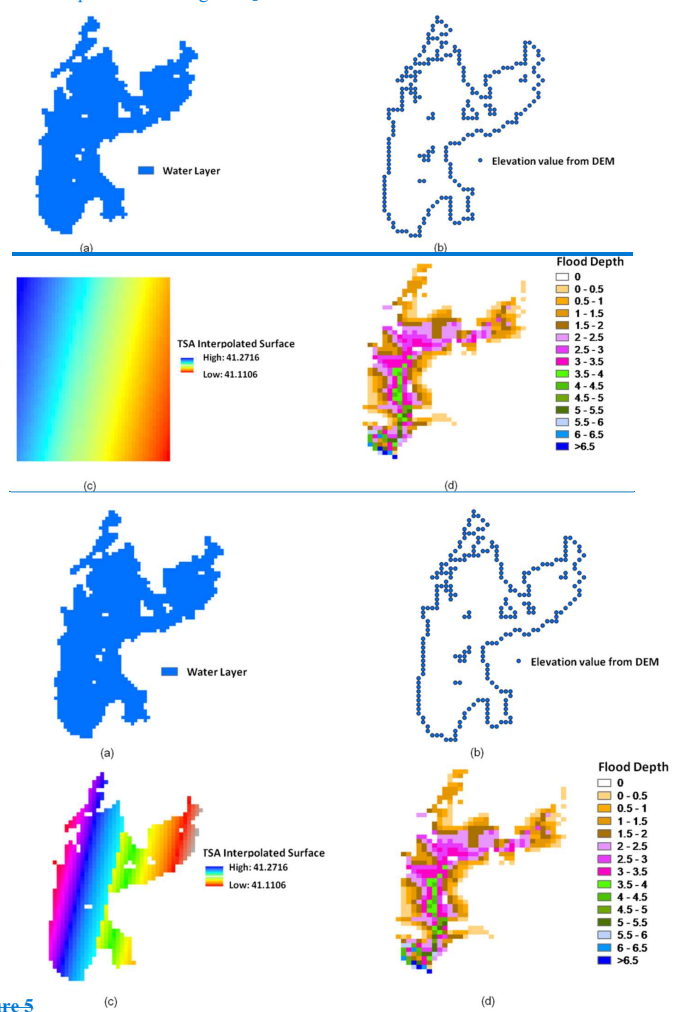 Water Layer
Elevation value from DEM
(a)
(b)
Flood Depth
0
0 - 0.5
0.5 - 1
1 - 1.5
1.5 - 2
2 - 2.5
2.5 - 3
3 - 3.5
3.5 - 4
4 - 4.5
4.5 - 5
5 - 5.5
5.5 - 6
6 - 6.5
>6.5
TSA Interpolated Surface
High: 41.2716
Low: 41.1106
(c)
(d)
Water Layer
Elevation value from DEM
(a)
(b)
Flood Depth
0
0 - 0.5
0.5 - 1
1 - 1.5
1.5 - 2
2 - 2.5
2.5 - 3
3 - 3.5
3.5 - 4
4 - 4.5
4.5 - 5
5 - 5.5
5.5 - 6
6 - 6.5
>6.5
TSA Interpolated Surface
High: 41.2716
Low: 41.1106
(c)
(d)
re 5